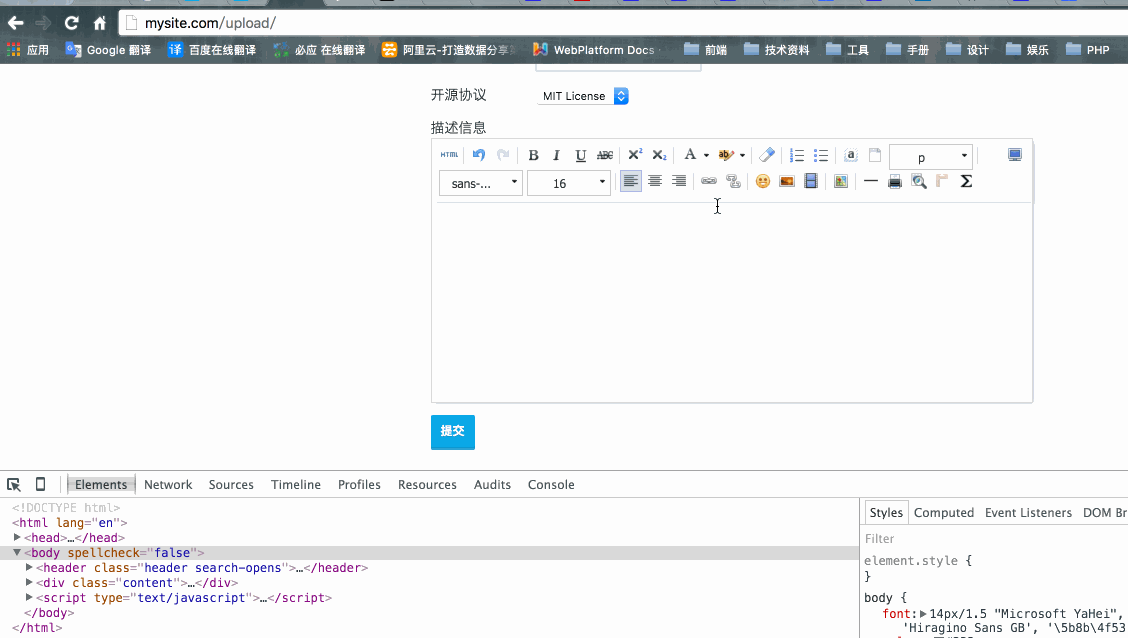 mysite.com/upload/
应用 Google 翻译 百度在线翻译 必应 在线翻译 阿里云-打造数据分享 WebPlatform Docs 前端 技术资料 工具 手册 设计 娱乐 PHP
开源协议 MIT License
描述信息
HTML B I U ABC X² X₂ A ab a p
sans-... 16 Σ
提交
Elements Network Sources Timeline Profiles Resources Audits Console
<!DOCTYPE html>
<html lang="en">
<head>…</head>
<body spellcheck="false">
<header class="header search-opens">…</header>
<div class="content">…</div>
<script type="text/javascript">…</script>
</body>
</html>
Styles Computed Event Listeners DOM Br
Filter
element.style {
}
body {
font:▶14px/1.5 "Microsoft YaHei",
'Hiragino Sans GB', '\5b8b\4f53